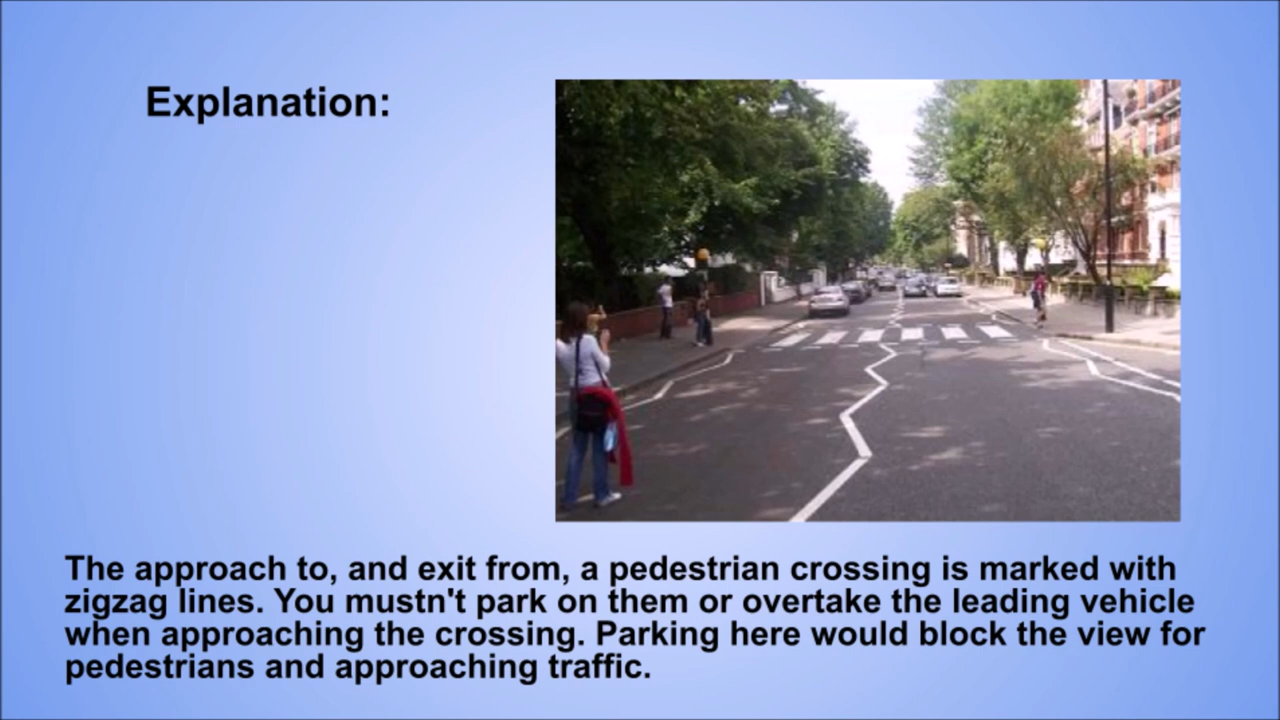 Explanation:
The approach to, and exit from, a pedestrian crossing is marked with
zigzag lines. You mustn't park on them or overtake the leading vehicle
when approaching the crossing. Parking here would block the view for
pedestrians and approaching traffic.